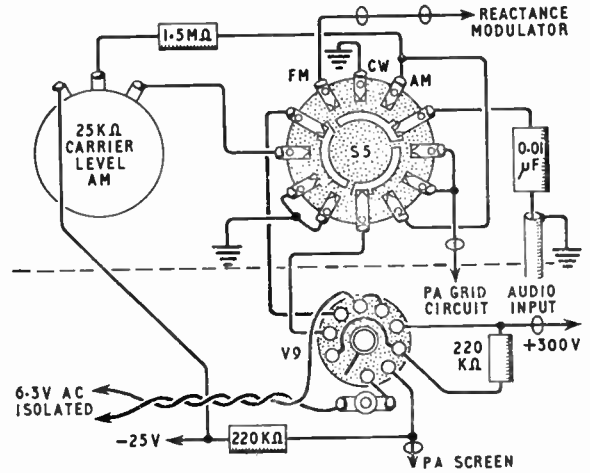 REACTANCE
MODULATOR
1·5MΩ
FM
CW
AM
25KΩ
CARRIER
LEVEL
AM
S5
0·01
µF
PA GRID
CIRCUIT
AUDIO
INPUT
V9
220
KΩ
+300V
6·3V AC
ISOLATED
−25V
220KΩ
PA SCREEN